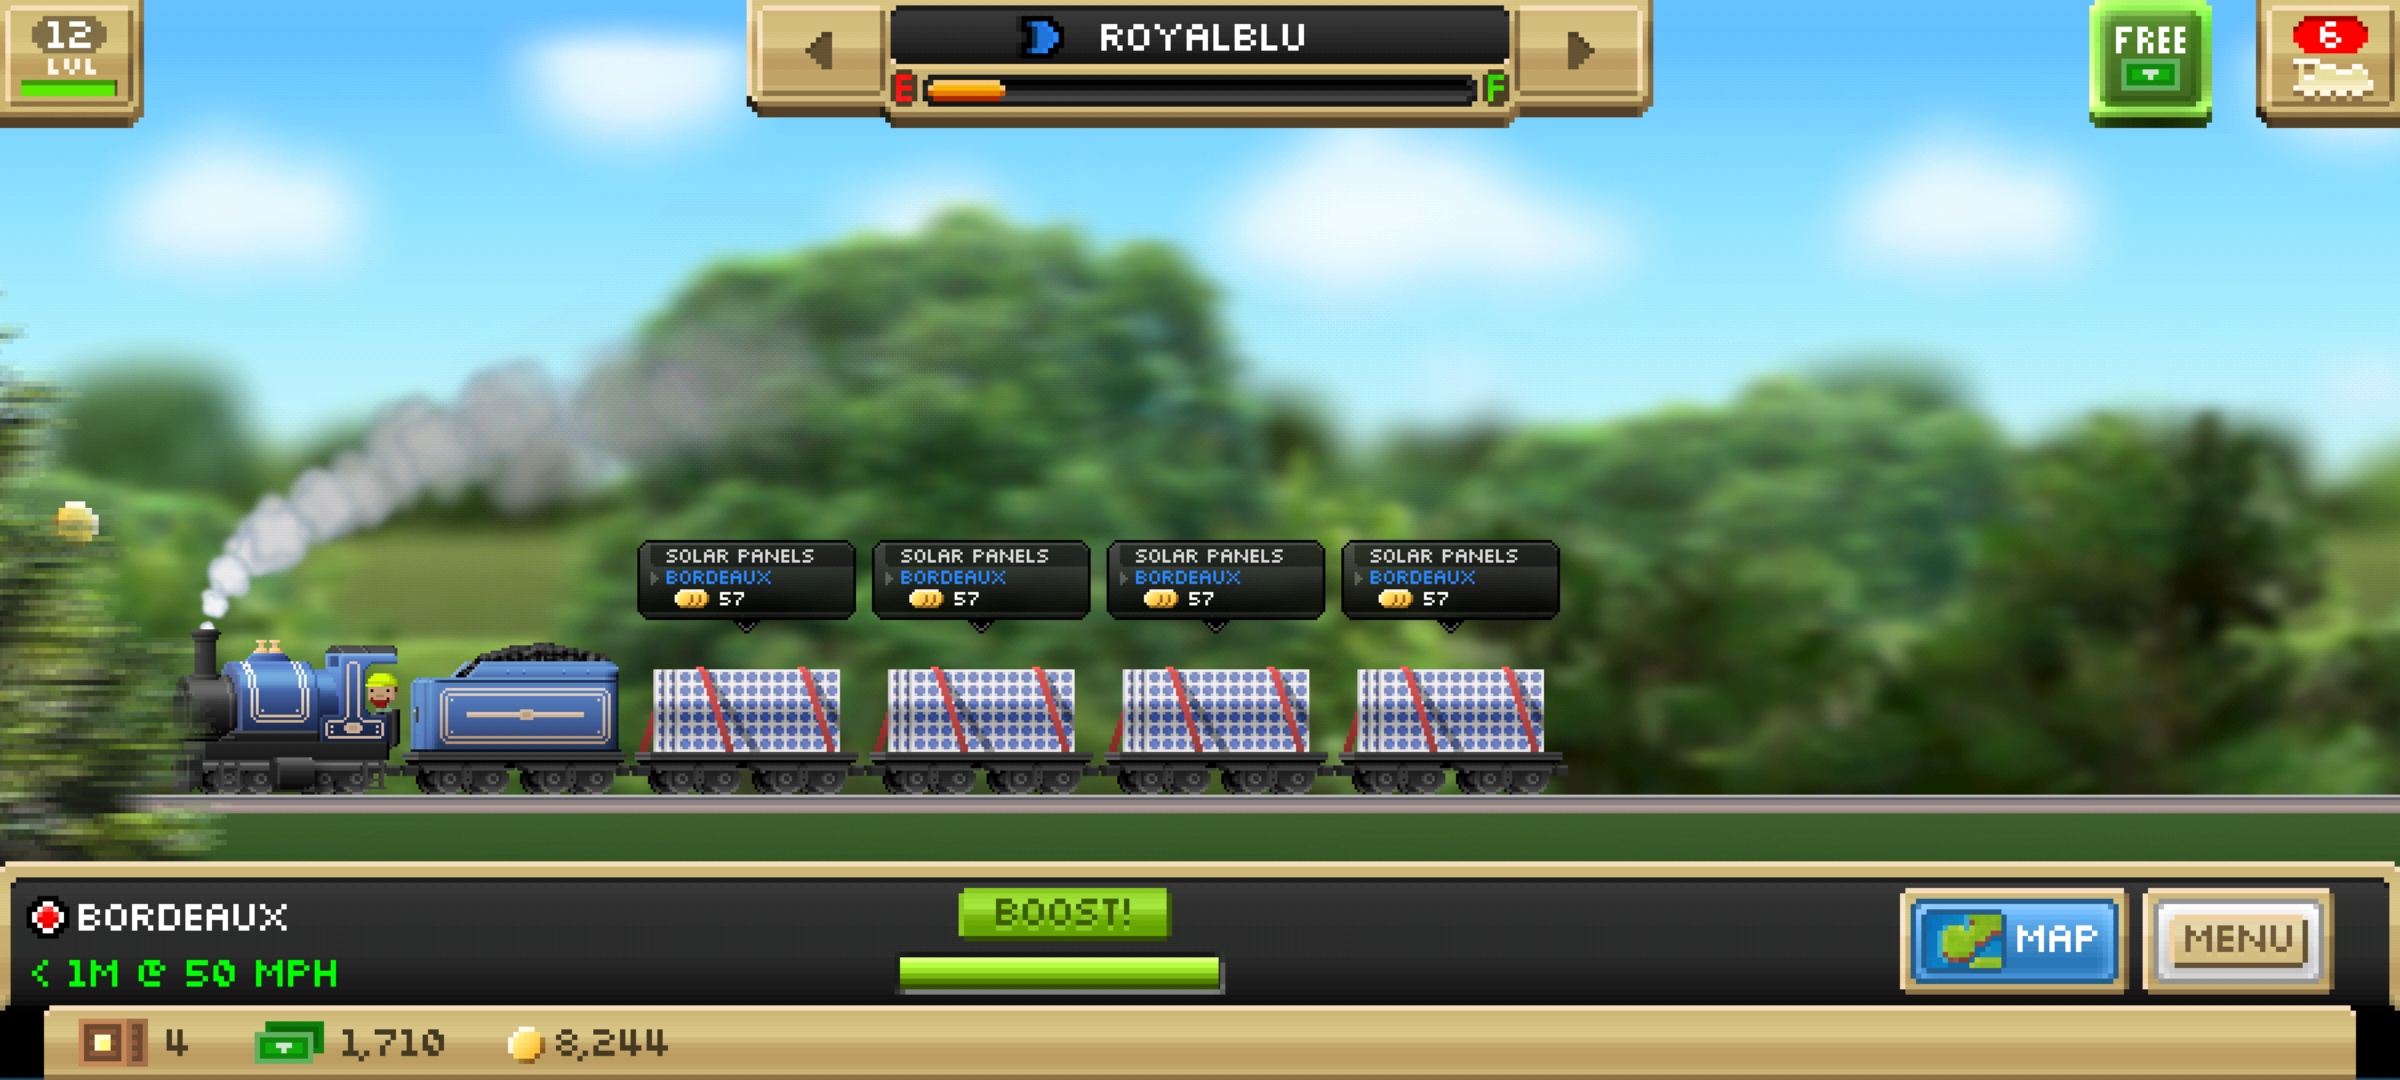 12
LVL
ROYALBLU
E F
FREE
6
SOLAR PANELS
BORDEAUX
57
SOLAR PANELS
BORDEAUX
57
SOLAR PANELS
BORDEAUX
57
SOLAR PANELS
BORDEAUX
57
BORDEAUX
< 1M @ 50 MPH
BOOST!
MAP
MENU
4
1,710
8,244